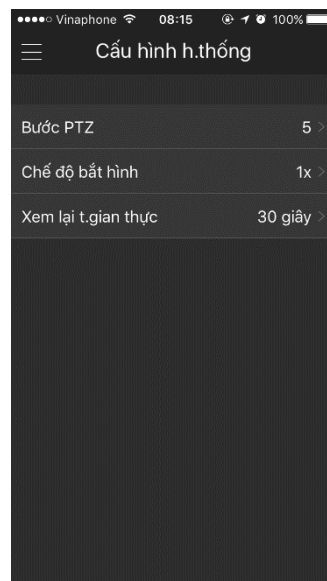 Vinaphone 08:15 100%
Cấu hình h.thống
Bước PTZ 5
Chế độ bắt hình 1x
Xem lại t.gian thực 30 giây